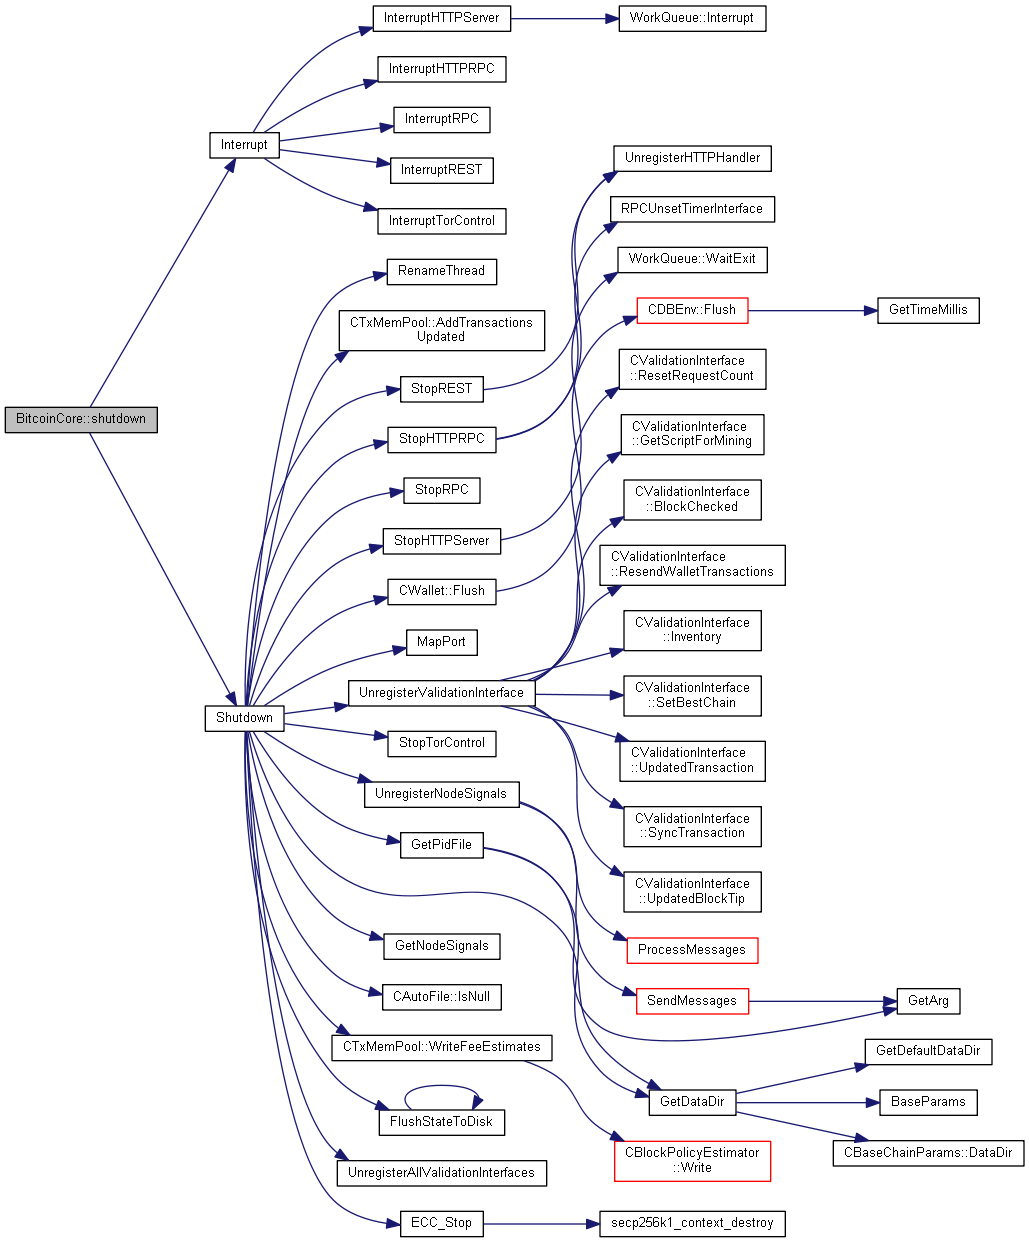 InterruptHTTPServer
WorkQueue::Interrupt
InterruptHTTPRPC
InterruptRPC
Interrupt
InterruptREST
InterruptTorControl
UnregisterHTTPHandler
RPCUnsetTimerInterface
WorkQueue::WaitExit
RenameThread
CDBEnv::Flush
GetTimeMillis
CTxMemPool::AddTransactions
Updated
CValidationInterface
::ResetRequestCount
StopREST
BitcoinCore::shutdown
CValidationInterface
::GetScriptForMining
StopHTTPRPC
StopRPC
CValidationInterface
::BlockChecked
StopHTTPServer
CValidationInterface
::ResendWalletTransactions
CWallet::Flush
CValidationInterface
::Inventory
MapPort
UnregisterValidationInterface
CValidationInterface
::SetBestChain
Shutdown
StopTorControl
CValidationInterface
::UpdatedTransaction
UnregisterNodeSignals
CValidationInterface
::SyncTransaction
GetPidFile
CValidationInterface
::UpdatedBlockTip
GetNodeSignals
ProcessMessages
CAutoFile::IsNull
SendMessages
GetArg
CTxMemPool::WriteFeeEstimates
GetDefaultDataDir
GetDataDir
BaseParams
FlushStateToDisk
CBlockPolicyEstimator
::Write
CBaseChainParams::DataDir
UnregisterAllValidationInterfaces
ECC_Stop
secp256k1_context_destroy